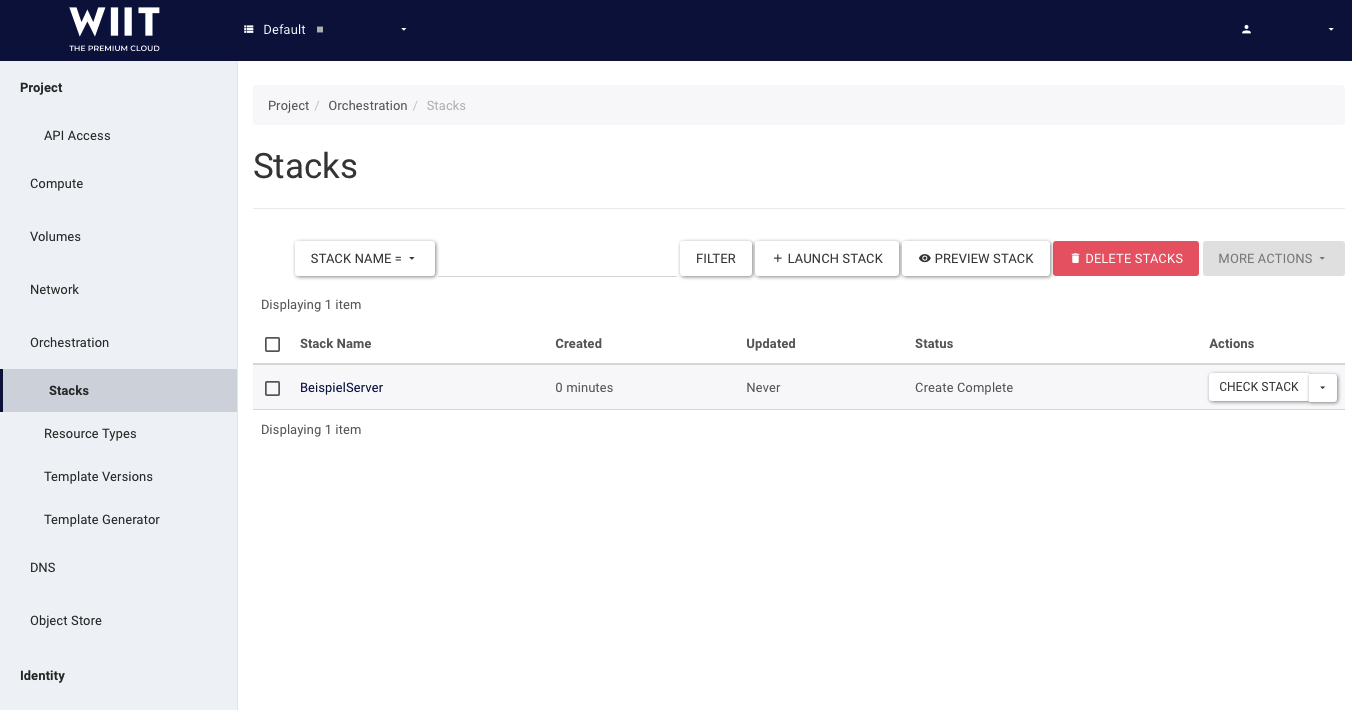 WIIT
THE PREMIUM CLOUD
Default
Project
API Access
Compute
Volumes
Network
Orchestration
Stacks
Resource Types
Template Versions
Template Generator
DNS
Object Store
Identity
Project / Orchestration / Stacks
Stacks
STACK NAME = FILTER + LAUNCH STACK PREVIEW STACK DELETE STACKS MORE ACTIONS
Displaying 1 item
Stack Name Created Updated Status Actions
BeispielServer 0 minutes Never Create Complete CHECK STACK
Displaying 1 item